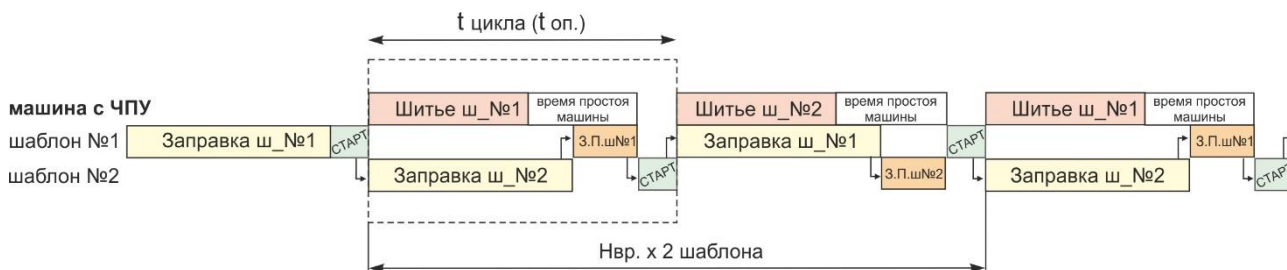 t цикла (t оп.)
машина с ЧПУ
Шитье ш_№1
время простоя
машины
Шитье ш_№2
время простоя
машины
Шитье ш_№1
время простоя
машины
шаблон №1
Заправка ш_№1
СТАРТ
З.П.ш№1
Заправка ш_№1
СТАРТ
З.П.ш№1
шаблон №2
Заправка ш_№2
СТАРТ
З.П.ш№2
Заправка ш_№2
СТАРТ
Нвр. х 2 шаблона